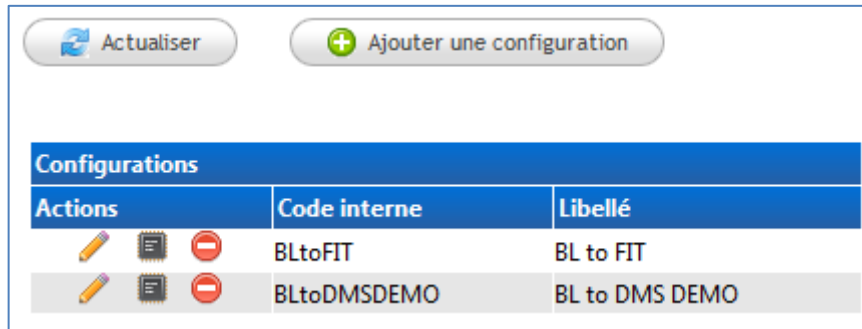 Actualiser Ajouter une configuration
Configurations
Actions Code interne Libellé
BLtoFIT BL to FIT
BLtoDMSDEMO BL to DMS DEMO